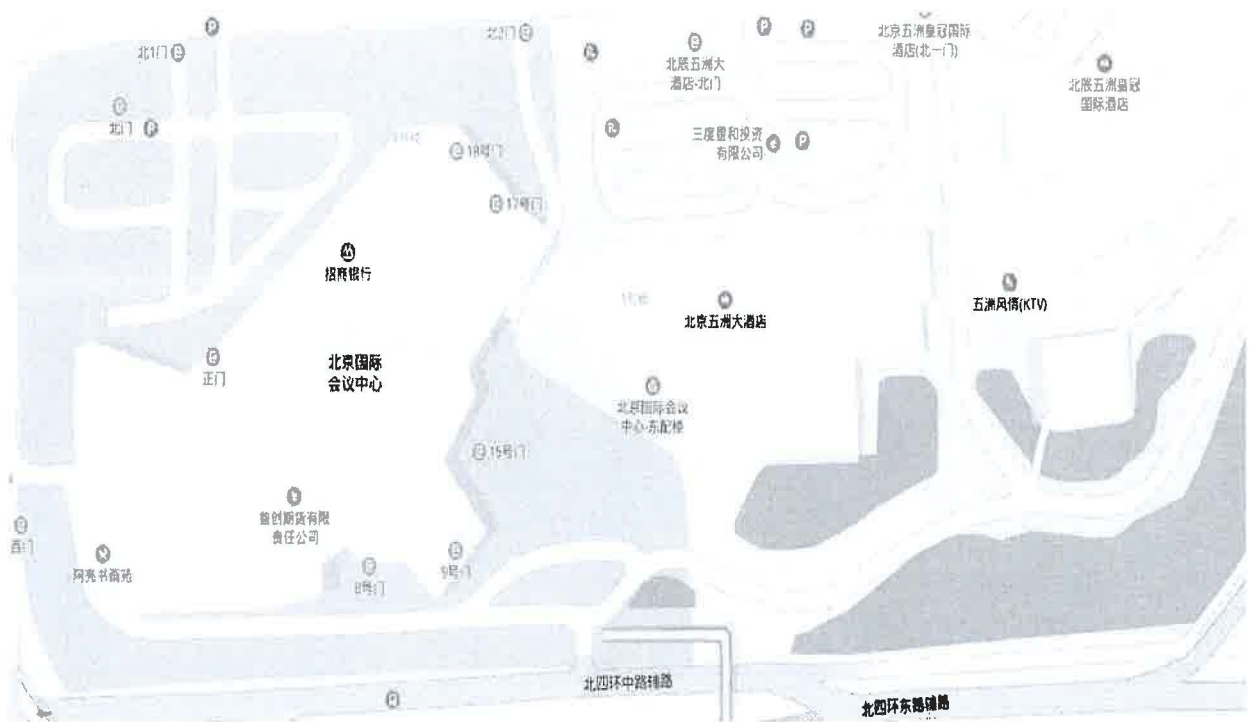 P
北1门
北2门
P
P
北京五洲皇冠国际
酒店(北一门)
北辰五洲大
酒店-北门
北辰五洲皇冠
国际酒店
北门
P
三度星和投资
有限公司
P
18号门
17号门
招商银行
北京五洲大酒店
五洲风情(KTV)
正门
北京国际
会议中心
北京国际会议
中心-东配楼
15号门
首创期货有限
责任公司
西门
阿亮书画苑
8号门
9号门
北四环中路辅路
北四环东路辅路